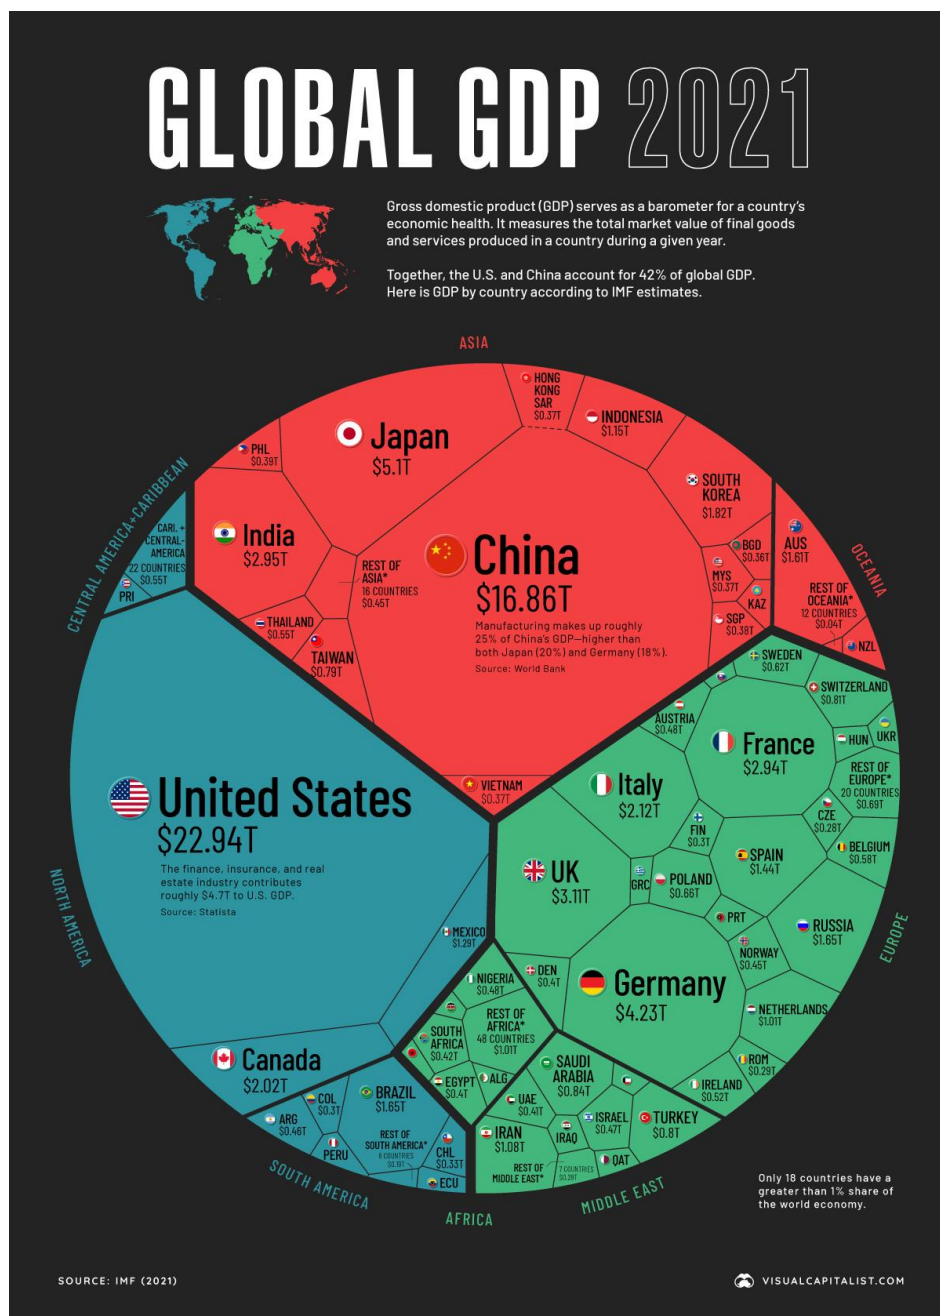 GLOBAL GDP 2021
Gross domestic product (GDP) serves as a barometer for a country's
economic health. It measures the total market value of final goods
and services produced in a country during a given year.
Together, the U.S. and China account for 42% of global GDP.
Here is GDP by country according to IMF estimates.
ASIA
HONG
KONG
SAR
$0.37T
INDONESIA
$1.15T
Japan
$5.1T
PHL
$0.39T
SOUTH
KOREA
$1.82T
India
$2.95T
REST OF
ASIA*
16 COUNTRIES
$0.45T
China
$16.86T
Manufacturing makes up roughly
25% of China's GDP—higher than
both Japan (20%) and Germany (18%).
Source: World Bank
BGD
$0.36T
MYS
$0.37T
KAZ
SGP
$0.38T
THAILAND
$0.55T
TAIWAN
$0.79T
VIETNAM
$0.37T
CENTRAL AMERICA+CARIBBEAN
CARI. +
CENTRAL-
AMERICA
22 COUNTRIES
$0.55T
PRI
OCEANIA
AUS
$1.61T
REST OF
OCEANIA*
12 COUNTRIES
$0.04T
NZL
NORTH AMERICA
United States
$22.94T
The finance, insurance, and real
estate industry contributes
roughly $4.7T to U.S. GDP.
Source: Statista
MEXICO
$1.29T
Canada
$2.02T
EUROPE
SWEDEN
$0.62T
SWITZERLAND
$0.81T
AUSTRIA
$0.48T
France
$2.94T
HUN
UKR
REST OF
EUROPE*
20 COUNTRIES
$0.69T
Italy
$2.12T
FIN
$0.3T
CZE
$0.28T
BELGIUM
$0.58T
SPAIN
$1.44T
UK
$3.11T
GRC
POLAND
$0.66T
PRT
RUSSIA
$1.65T
NORWAY
$0.45T
DEN
$0.4T
Germany
$4.23T
NETHERLANDS
$1.01T
ROM
$0.29T
IRELAND
$0.52T
NIGERIA
$0.48T
REST OF
AFRICA*
48 COUNTRIES
$1.01T
SOUTH
AFRICA
$0.42T
EGYPT
$0.4T
ALG
AFRICA
SAUDI
ARABIA
$0.84T
UAE
$0.41T
ISRAEL
$0.47T
TURKEY
$0.8T
IRAN
$1.08T
IRAQ
QAT
REST OF
MIDDLE EAST*
7 COUNTRIES
MIDDLE EAST
BRAZIL
$1.65T
COL
$0.3T
ARG
$0.46T
PERU
REST OF
SOUTH AMERICA*
CHL
$0.33T
ECU
SOUTH AMERICA
Only 18 countries have a
greater than 1% share of
the world economy.
SOURCE: IMF (2021)
VISUALCAPITALIST.COM